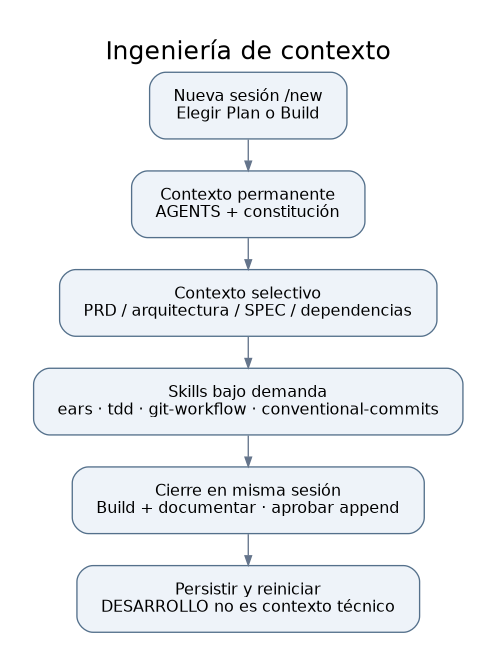 Ingeniería de contexto
Nueva sesión /new
Elegir Plan o Build
Contexto permanente
AGENTS + constitución
Contexto selectivo
PRD / arquitectura / SPEC / dependencias
Skills bajo demanda
ears · tdd · git-workflow · conventional-commits
Cierre en misma sesión
Build + documentar · aprobar append
Persistir y reiniciar
DESARROLLO no es contexto técnico